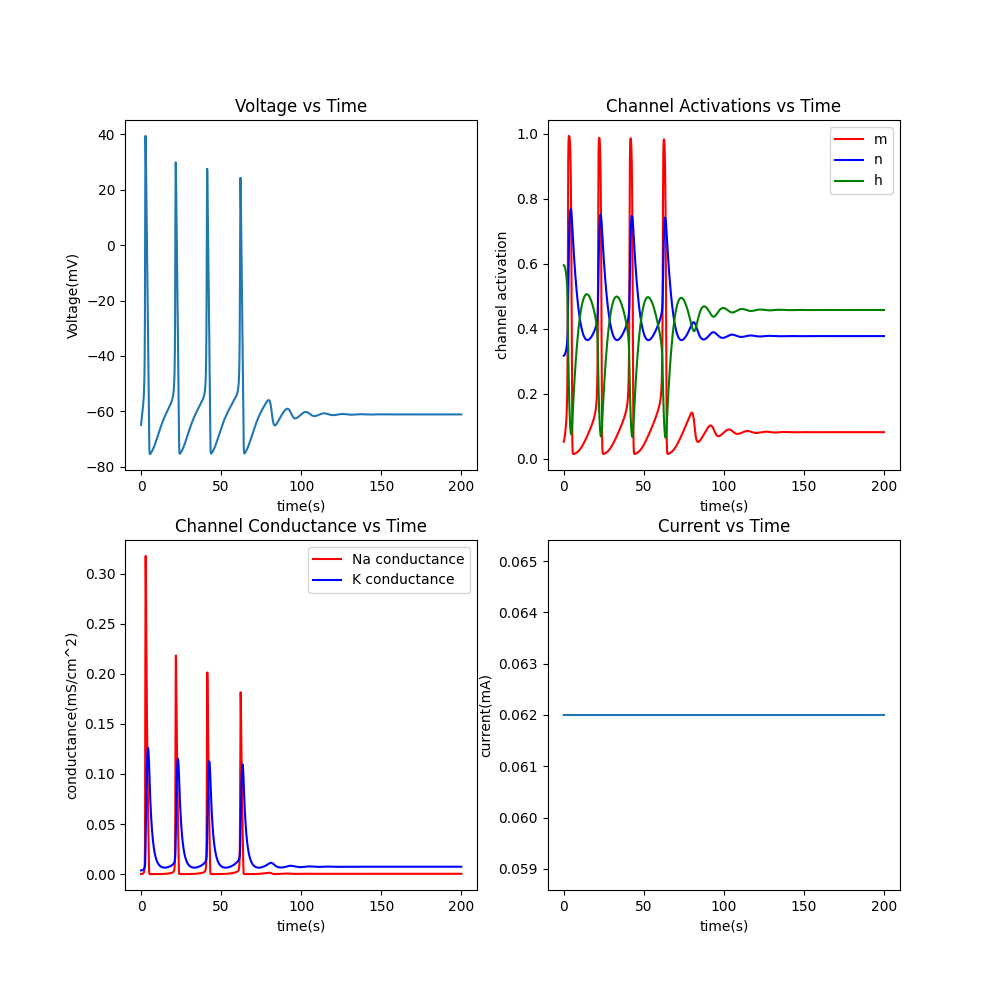 Voltage vs Time
40
20
0
−20
−40
−60
−80
Voltage(mV)
0 50 100 150 200
time(s)
Channel Activations vs Time
1.0
0.8
0.6
0.4
0.2
0.0
channel activation
m
n
h
0 50 100 150 200
time(s)
Channel Conductance vs Time
0.30
0.25
0.20
0.15
0.10
0.05
0.00
conductance(mS/cm^2)
Na conductance
K conductance
0 50 100 150 200
time(s)
Current vs Time
0.065
0.064
0.063
0.062
0.061
0.060
0.059
current(mA)
0 50 100 150 200
time(s)